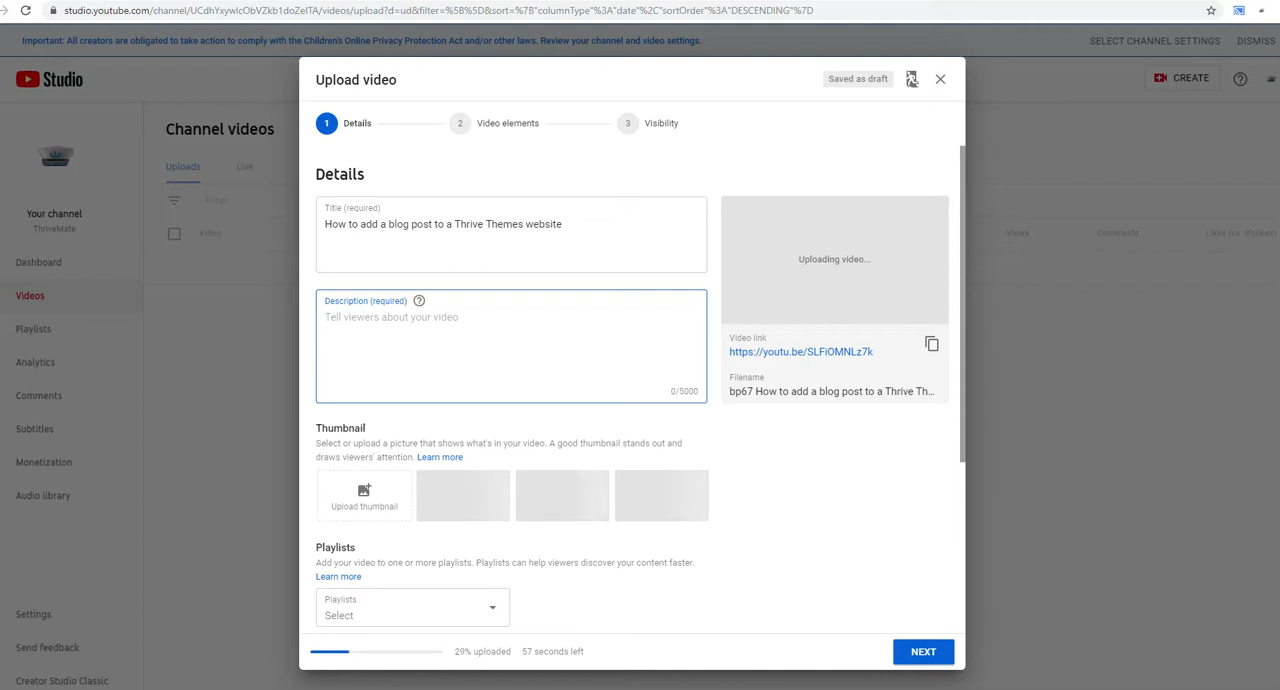 studio.youtube.com/channel/UCdhYxywIcObVZkb1doZeITA/videos/upload?d=ud&filter=%5B%5D&sort=%7B"columnType"%3A"date"%2C"sortOrder"%3A"DESCENDING"%7D
Important: All creators are obligated to take action to comply with the Children's Online Privacy Protection Act and/or other laws. Review your channel and video settings.
SELECT CHANNEL SETTINGS
DISMISS
Studio
CREATE
Upload video
Saved as draft
1 Details
2 Video elements
3 Visibility
Channel videos
Uploads
Live
Filter
Video
Views
Comments
Likes (vs. dislikes)
Your channel
ThriveMate
Dashboard
Videos
Playlists
Analytics
Comments
Subtitles
Monetization
Audio library
Settings
Send feedback
Creator Studio Classic
Details
Title (required)
How to add a blog post to a Thrive Themes website
Description (required)
Tell viewers about your video
0/5000
Uploading video...
Video link
https://youtu.be/SLFiOMNLz7k
Filename
bp67 How to add a blog post to a Thrive Th...
Thumbnail
Select or upload a picture that shows what's in your video. A good thumbnail stands out and
draws viewers' attention. Learn more
Upload thumbnail
Playlists
Add your video to one or more playlists. Playlists can help viewers discover your content faster.
Learn more
Playlists
Select
29% uploaded
57 seconds left
NEXT